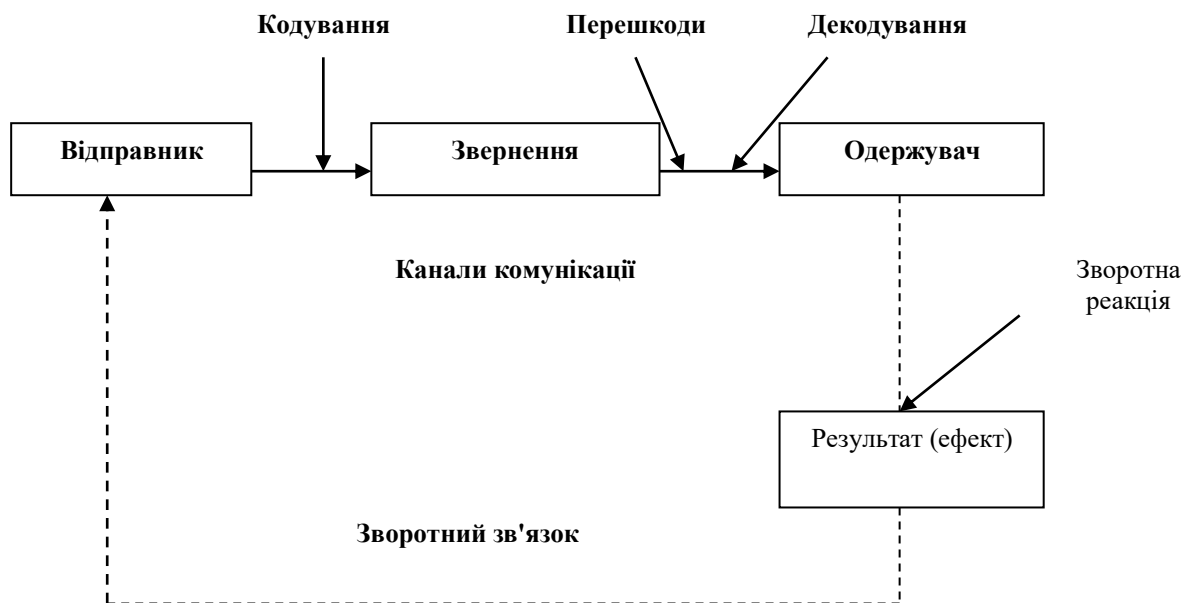 Кодування
Перешкоди
Декодування
Відправник
Звернення
Одержувач
Канали комунікації
Зворотна
реакція
Результат (ефект)
Зворотний зв'язок